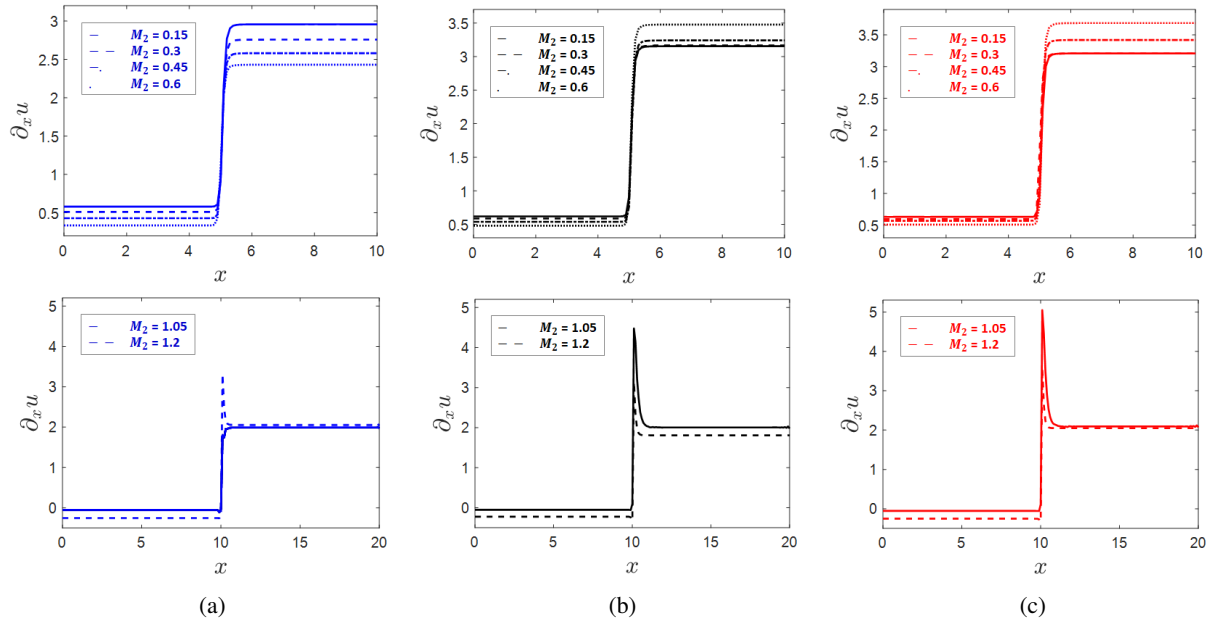 M₂ = 0.15
M₂ = 0.3
M₂ = 0.45
M₂ = 0.6
3
2.5
2
1.5
1
0.5
∂ₓu
0 2 4 6 8 10
x
M₂ = 0.15
M₂ = 0.3
M₂ = 0.45
M₂ = 0.6
3.5
3
2.5
2
1.5
1
0.5
∂ₓu
0 2 4 6 8 10
x
M₂ = 0.15
M₂ = 0.3
M₂ = 0.45
M₂ = 0.6
3.5
3
2.5
2
1.5
1
0.5
∂ₓu
0 2 4 6 8 10
x
M₂ = 1.05
M₂ = 1.2
5
4
3
2
1
0
∂ₓu
0 5 10 15 20
x
M₂ = 1.05
M₂ = 1.2
5
4
3
2
1
0
∂ₓu
0 5 10 15 20
x
M₂ = 1.05
M₂ = 1.2
5
4
3
2
1
0
∂ₓu
0 5 10 15 20
x
(a) (b) (c)